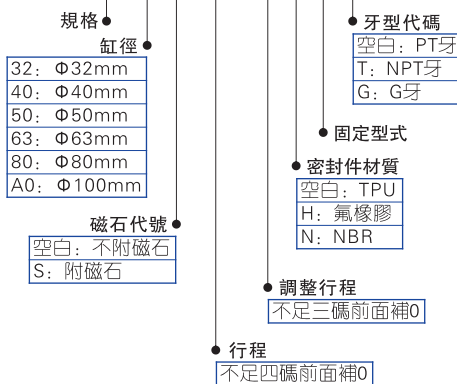 規格
缸徑
32: Φ32mm
40: Φ40mm
50: Φ50mm
63: Φ63mm
80: Φ80mm
A0: Φ100mm
磁石代號
空白: 不附磁石
S: 附磁石
行程
不足四碼前面補0
調整行程
不足三碼前面補0
密封件材質
空白: TPU
H: 氟橡膠
N: NBR
固定型式
牙型代碼
空白: PT牙
T: NPT牙
G: G牙